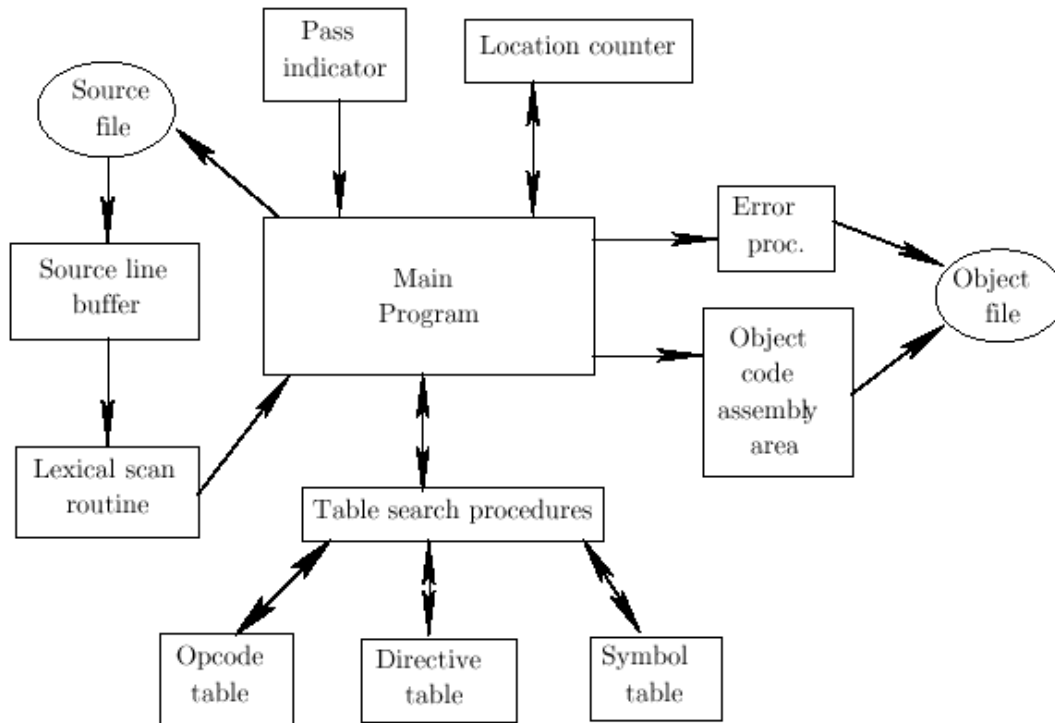 Pass
indicator
Location counter
Source
file
Error
proc.
Source line
buffer
Main
Program
Object
file
Object
code
assembly
area
Lexical scan
routine
Table search procedures
Opcode
table
Directive
table
Symbol
table